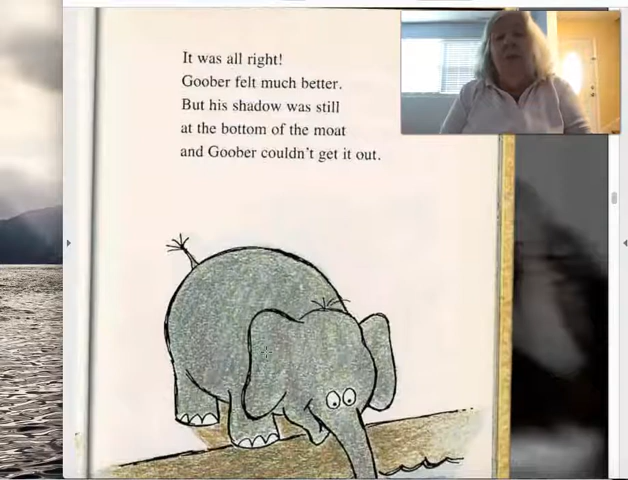 It was all right!
Goober felt much better.
But his shadow was still
at the bottom of the moat
and Goober couldn't get it out.